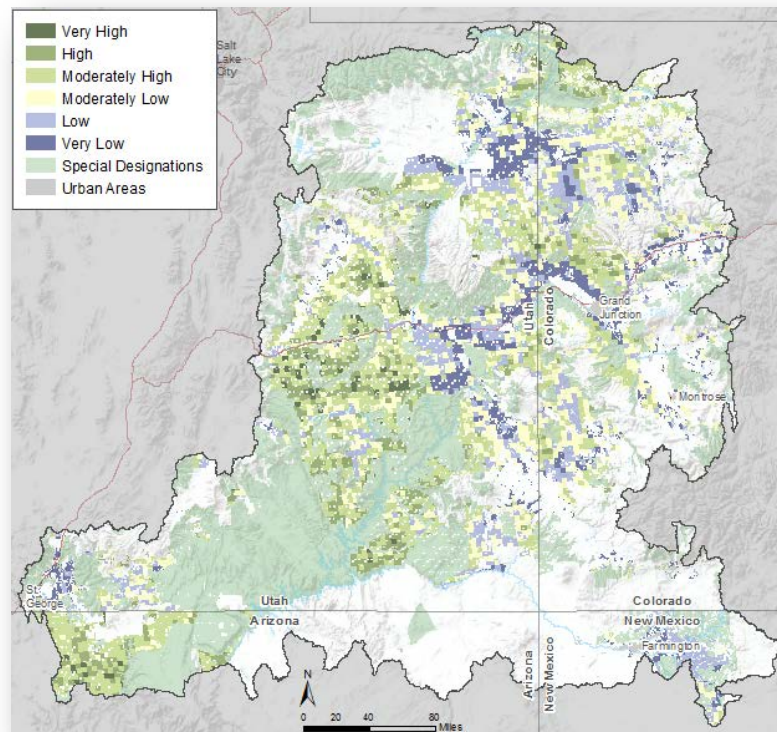 Very High
High
Moderately High
Moderately Low
Low
Very Low
Special Designations
Urban Areas
Salt
Lake
City
Utah
Colorado
Grand
Junction
Montrose
St.
George
Utah
Arizona
Colorado
New Mexico
Farmington
Arizona
New Mexico
N
0 20 40 80
Miles